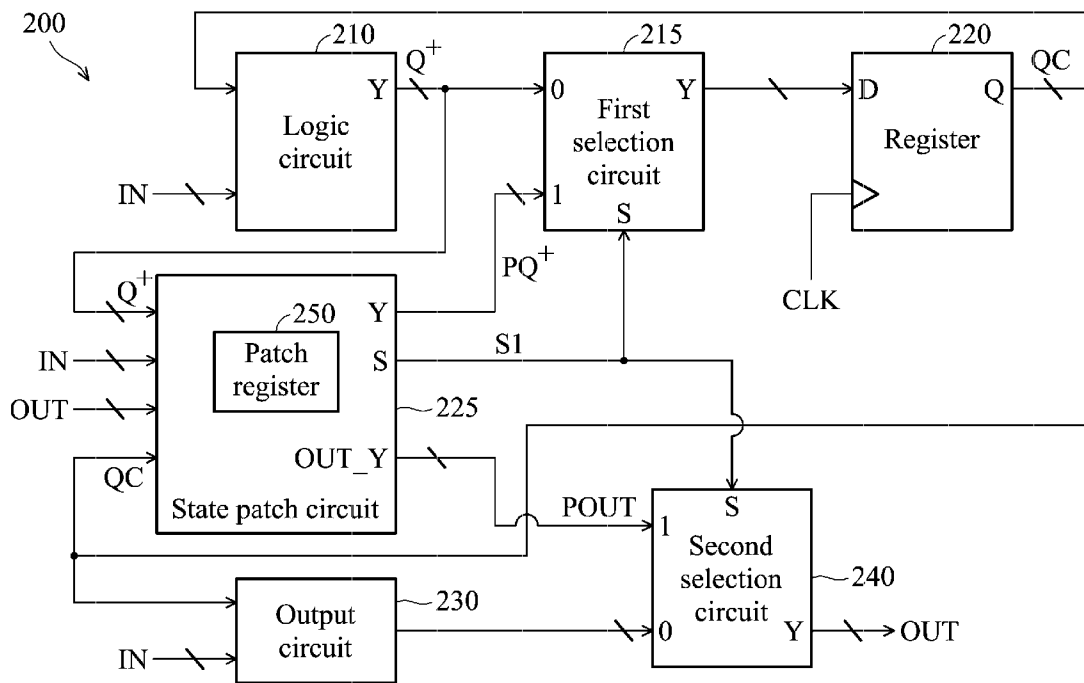 200
210
Q+
215
220
QC
Y
0
Y
D
Q
Logic
circuit
First
selection
circuit
Register
IN
1
S
PQ+
CLK
Q+
250
Y
IN
Patch
register
S
S1
OUT
225
QC
OUT_Y
POUT
State patch circuit
S
1
Second
selection
circuit
240
230
Output
circuit
0
Y
OUT
IN